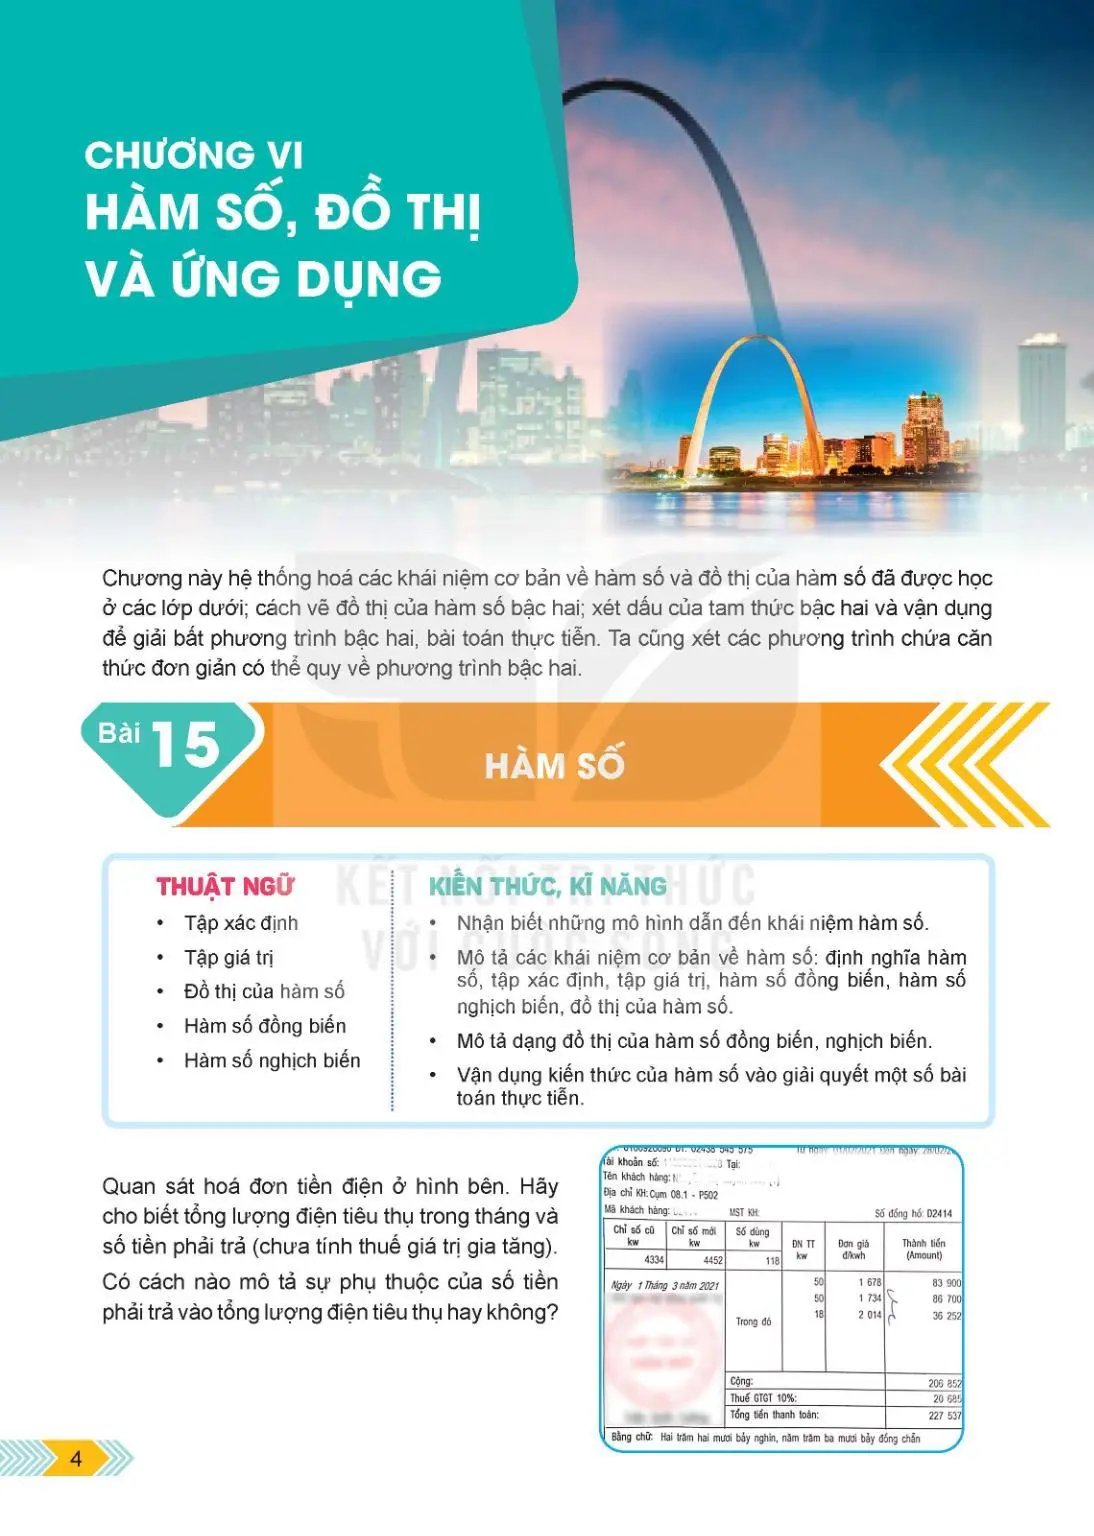 CHƯƠNG VI
HÀM SỐ, ĐỒ THỊ
VÀ ỨNG DỤNG
Chương này hệ thống hoá các khái niệm cơ bản về hàm số và đồ thị của hàm số đã được học
ở các lớp dưới; cách vẽ đồ thị của hàm số bậc hai; xét dấu của tam thức bậc hai và vận dụng
để giải bất phương trình bậc hai, bài toán thực tiễn. Ta cũng xét các phương trình chứa căn
thức đơn giản có thể quy về phương trình bậc hai.
Bài 15
HÀM SỐ
KẾT NỐI TRI THỨC
VỚI CUỘC SỐNG
THUẬT NGỮ
• Tập xác định
• Tập giá trị
• Đồ thị của hàm số
• Hàm số đồng biến
• Hàm số nghịch biến
KIẾN THỨC, KĨ NĂNG
• Nhận biết những mô hình dẫn đến khái niệm hàm số.
• Mô tả các khái niệm cơ bản về hàm số: định nghĩa hàm
số, tập xác định, tập giá trị, hàm số đồng biến, hàm số
nghịch biến, đồ thị của hàm số.
• Mô tả dạng đồ thị của hàm số đồng biến, nghịch biến.
• Vận dụng kiến thức của hàm số vào giải quyết một số bài
toán thực tiễn.
Quan sát hoá đơn tiền điện ở hình bên. Hãy
cho biết tổng lượng điện tiêu thụ trong tháng và
số tiền phải trả (chưa tính thuế giá trị gia tăng).
Có cách nào mô tả sự phụ thuộc của số tiền
phải trả vào tổng lượng điện tiêu thụ hay không?
Tài khoản số: Tại:
Tên khách hàng:
Địa chỉ KH: Cụm 08.1 - P502
Mã khách hàng: MST KH: Số đồng hồ: D2414
Chỉ số cũ kw Chỉ số mới kw Số dùng kw ĐN TT kw Đơn giá đ/kwh Thành tiền (Amount)
4334 4452 118
Ngày 1 Tháng 3 năm 2021
Trong đó
50 1 678 83 900
50 1 734 86 700
18 2 014 36 252
Cộng: 206 852
Thuế GTGT 10%: 20 685
Tổng tiền thanh toán: 227 537
Bằng chữ: Hai trăm hai mươi bảy nghìn, năm trăm ba mươi bảy đồng chẵn
4